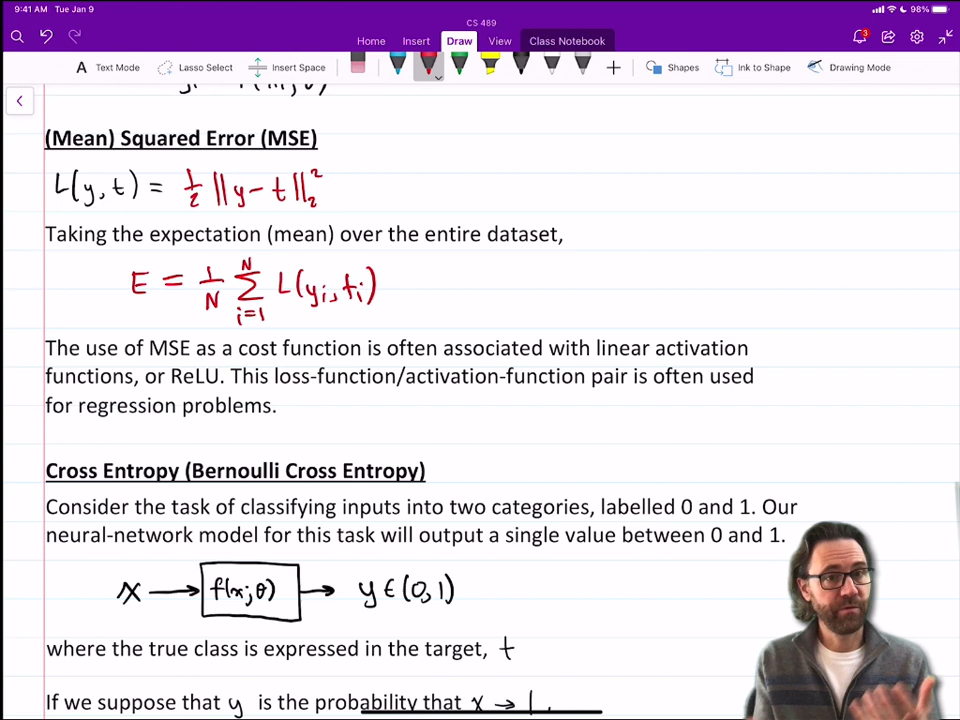 9:41 AM Tue Jan 9
98%
CS 489
Home Insert Draw View Class Notebook
3
A Text Mode Lasso Select Insert Space Shapes Ink to Shape Drawing Mode
(Mean) Squared Error (MSE)
L(y, t) = 1/2 ||y - t||₂²
Taking the expectation (mean) over the entire dataset,
E = 1/N Σ_{i=1}^{N} L(yᵢ, tᵢ)
The use of MSE as a cost function is often associated with linear activation
functions, or ReLU. This loss-function/activation-function pair is often used
for regression problems.
Cross Entropy (Bernoulli Cross Entropy)
Consider the task of classifying inputs into two categories, labelled 0 and 1. Our
neural-network model for this task will output a single value between 0 and 1.
x → f(x;θ) → y ∈ (0,1)
where the true class is expressed in the target, t
If we suppose that y is the probability that x → 1.